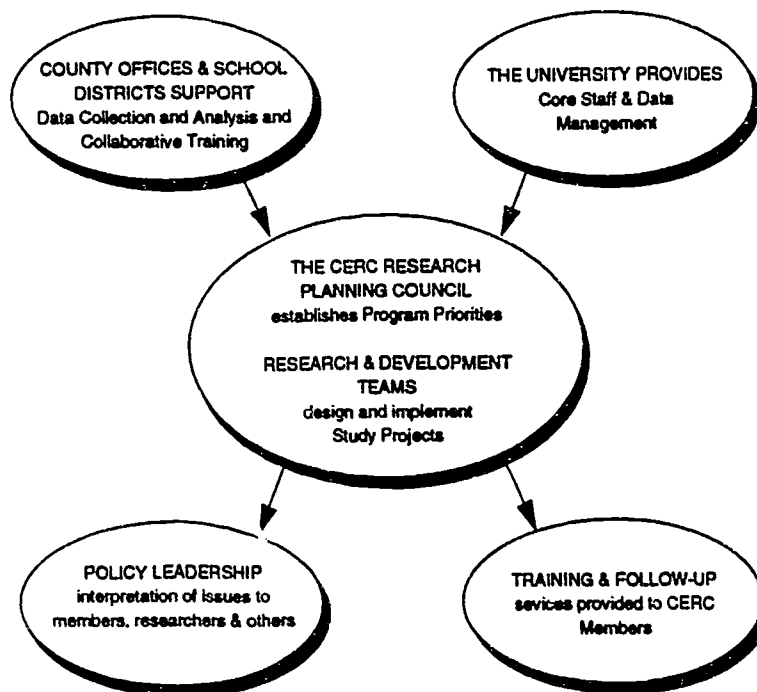 COUNTY OFFICES & SCHOOL
DISTRICTS SUPPORT
Data Collection and Analysis and
Collaborative Training
THE UNIVERSITY PROVIDES
Core Staff & Data
Management
THE CERC RESEARCH
PLANNING COUNCIL
establishes Program Priorities
RESEARCH & DEVELOPMENT
TEAMS
design and implement
Study Projects
POLICY LEADERSHIP
interpretation of issues to
members, researchers & others
TRAINING & FOLLOW-UP
sevices provided to CERC
Members